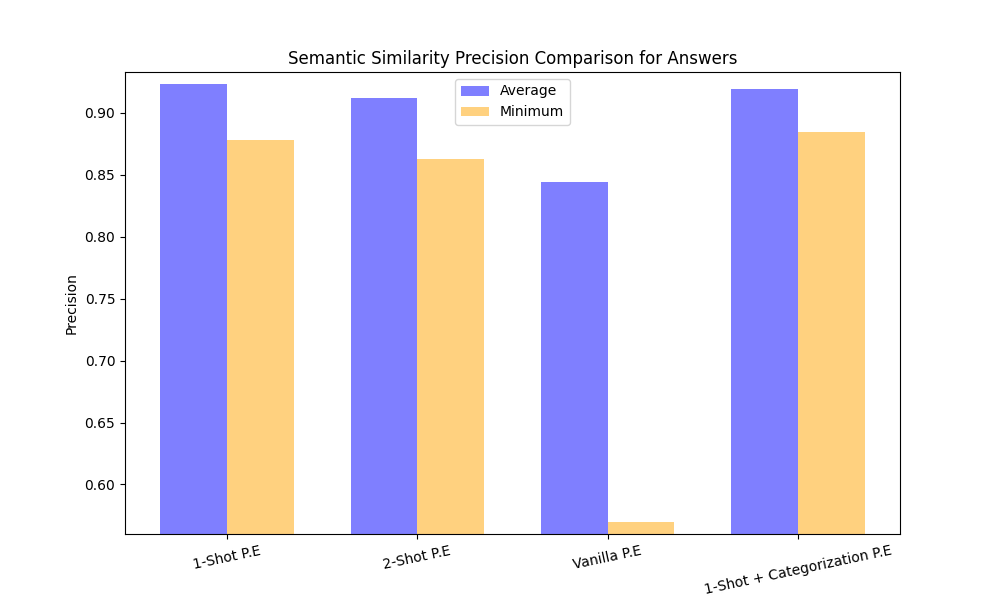 Semantic Similarity Precision Comparison for Answers
Average
Minimum
0.90
0.85
0.80
0.75
0.70
0.65
0.60
Precision
1-Shot P.E
2-Shot P.E
Vanilla P.E
1-Shot + Categorization P.E